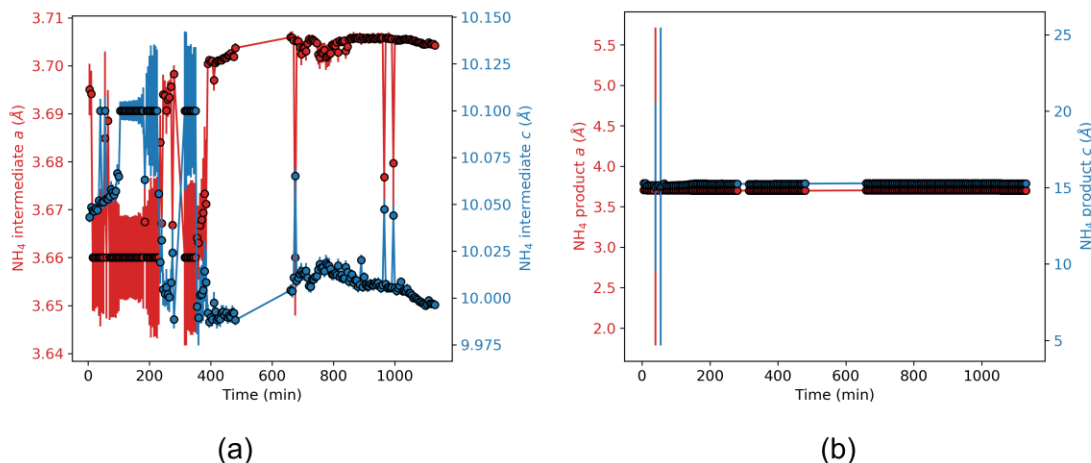 3.71
3.70
3.69
3.68
3.67
3.66
3.65
3.64
NH₄ intermediate a (Å)
10.150
10.125
10.100
10.075
10.050
10.025
10.000
9.975
NH₄ intermediate c (Å)
0 200 400 600 800 1000
Time (min)
(a)
5.5
5.0
4.5
4.0
3.5
3.0
2.5
2.0
NH₄ product a (Å)
25
20
15
10
5
NH₄ product c (Å)
0 200 400 600 800 1000
Time (min)
(b)